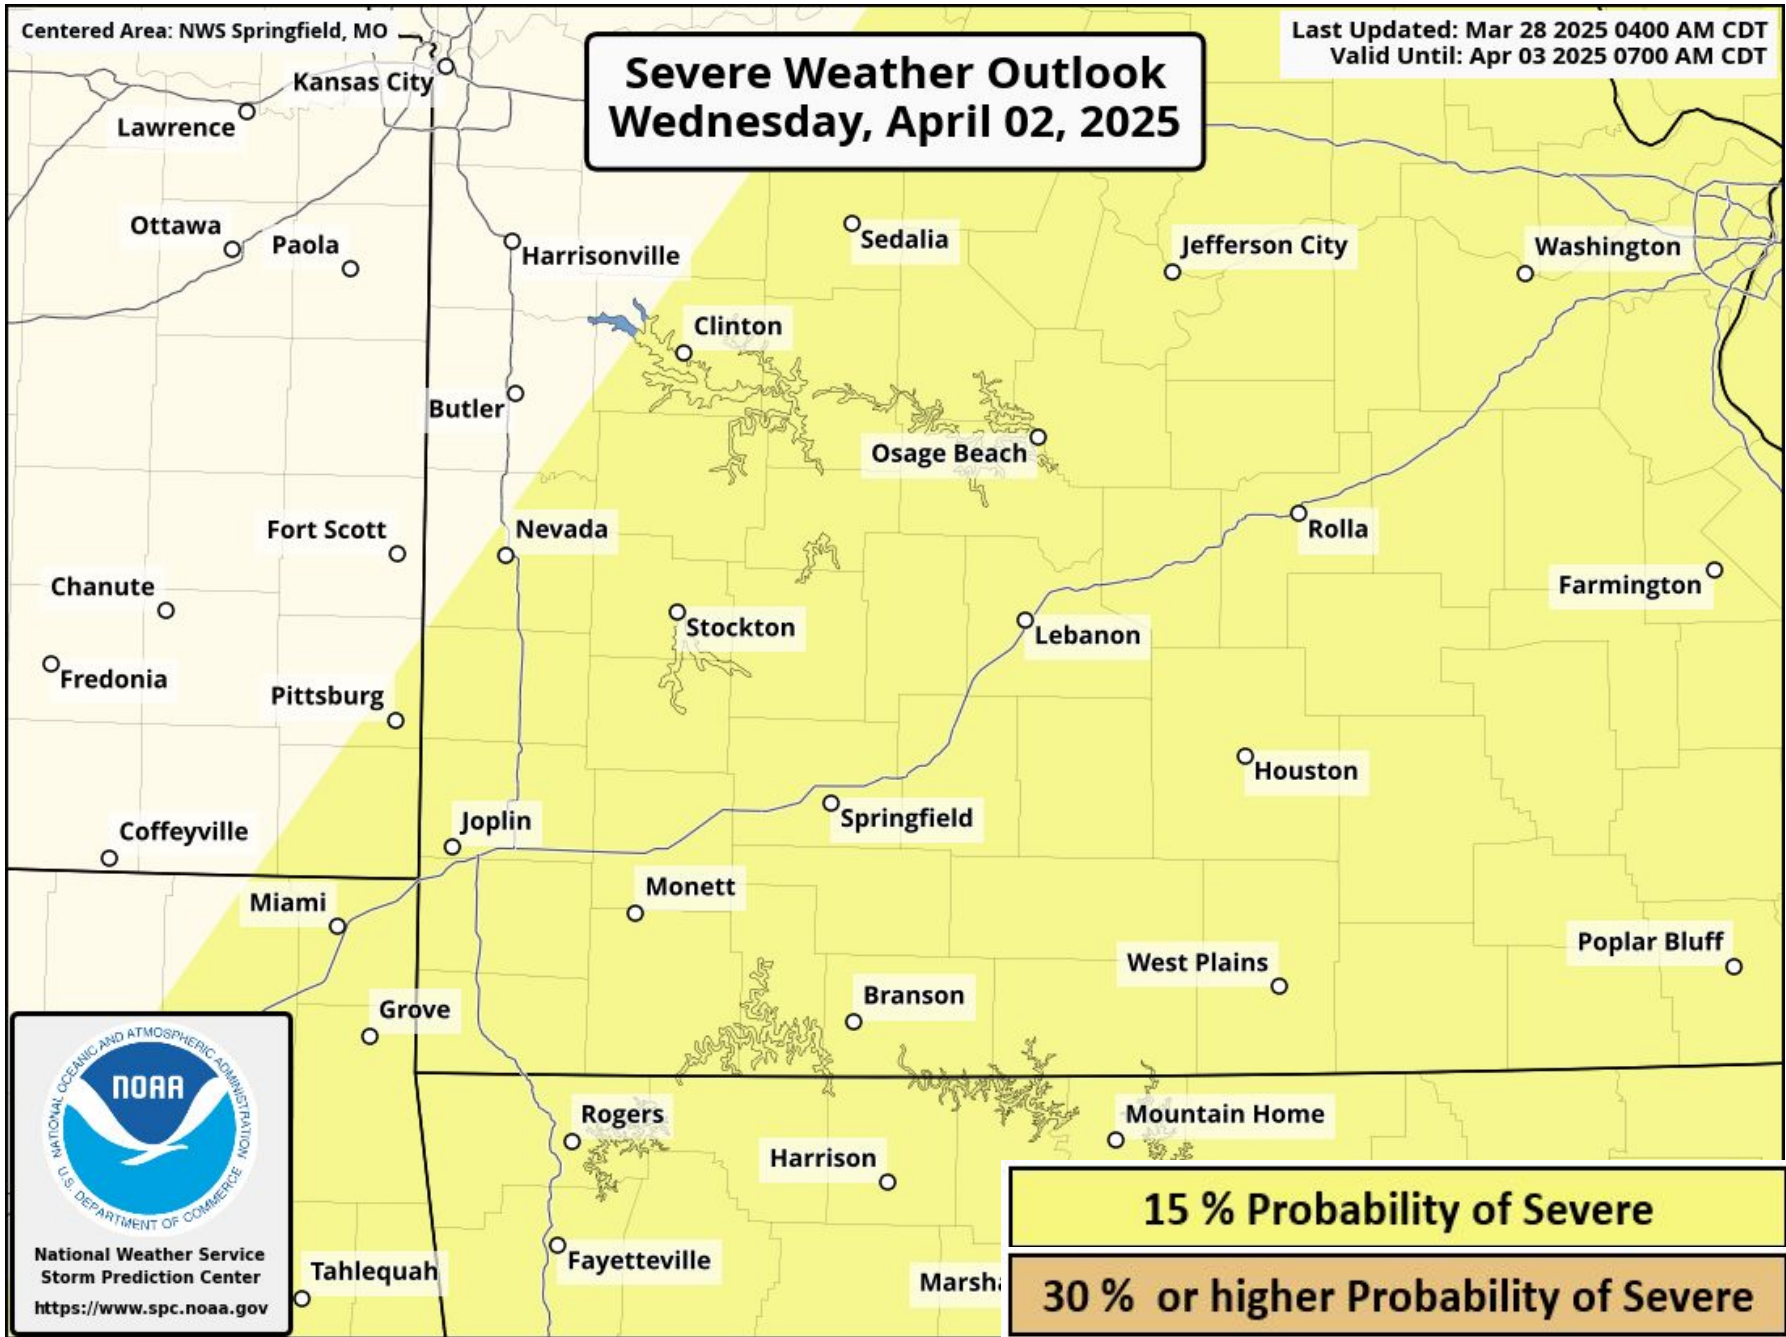 Centered Area: NWS Springfield, MO
Last Updated: Mar 28 2025 0400 AM CDT
Valid Until: Apr 03 2025 0700 AM CDT
Severe Weather Outlook
Wednesday, April 02, 2025
Kansas City
Lawrence
Ottawa
Paola
Harrisonville
Sedalia
Jefferson City
Washington
Clinton
Butler
Osage Beach
Fort Scott
Nevada
Rolla
Chanute
Farmington
Stockton
Lebanon
Fredonia
Pittsburg
Houston
Coffeyville
Joplin
Springfield
Miami
Monett
Poplar Bluff
West Plains
Branson
Grove
Rogers
Mountain Home
Harrison
Fayetteville
Tahlequah
Marsha
NATIONAL OCEANIC AND ATMOSPHERIC ADMINISTRATION
NOAA
U.S. DEPARTMENT OF COMMERCE
National Weather Service
Storm Prediction Center
https://www.spc.noaa.gov
15 % Probability of Severe
30 % or higher Probability of Severe